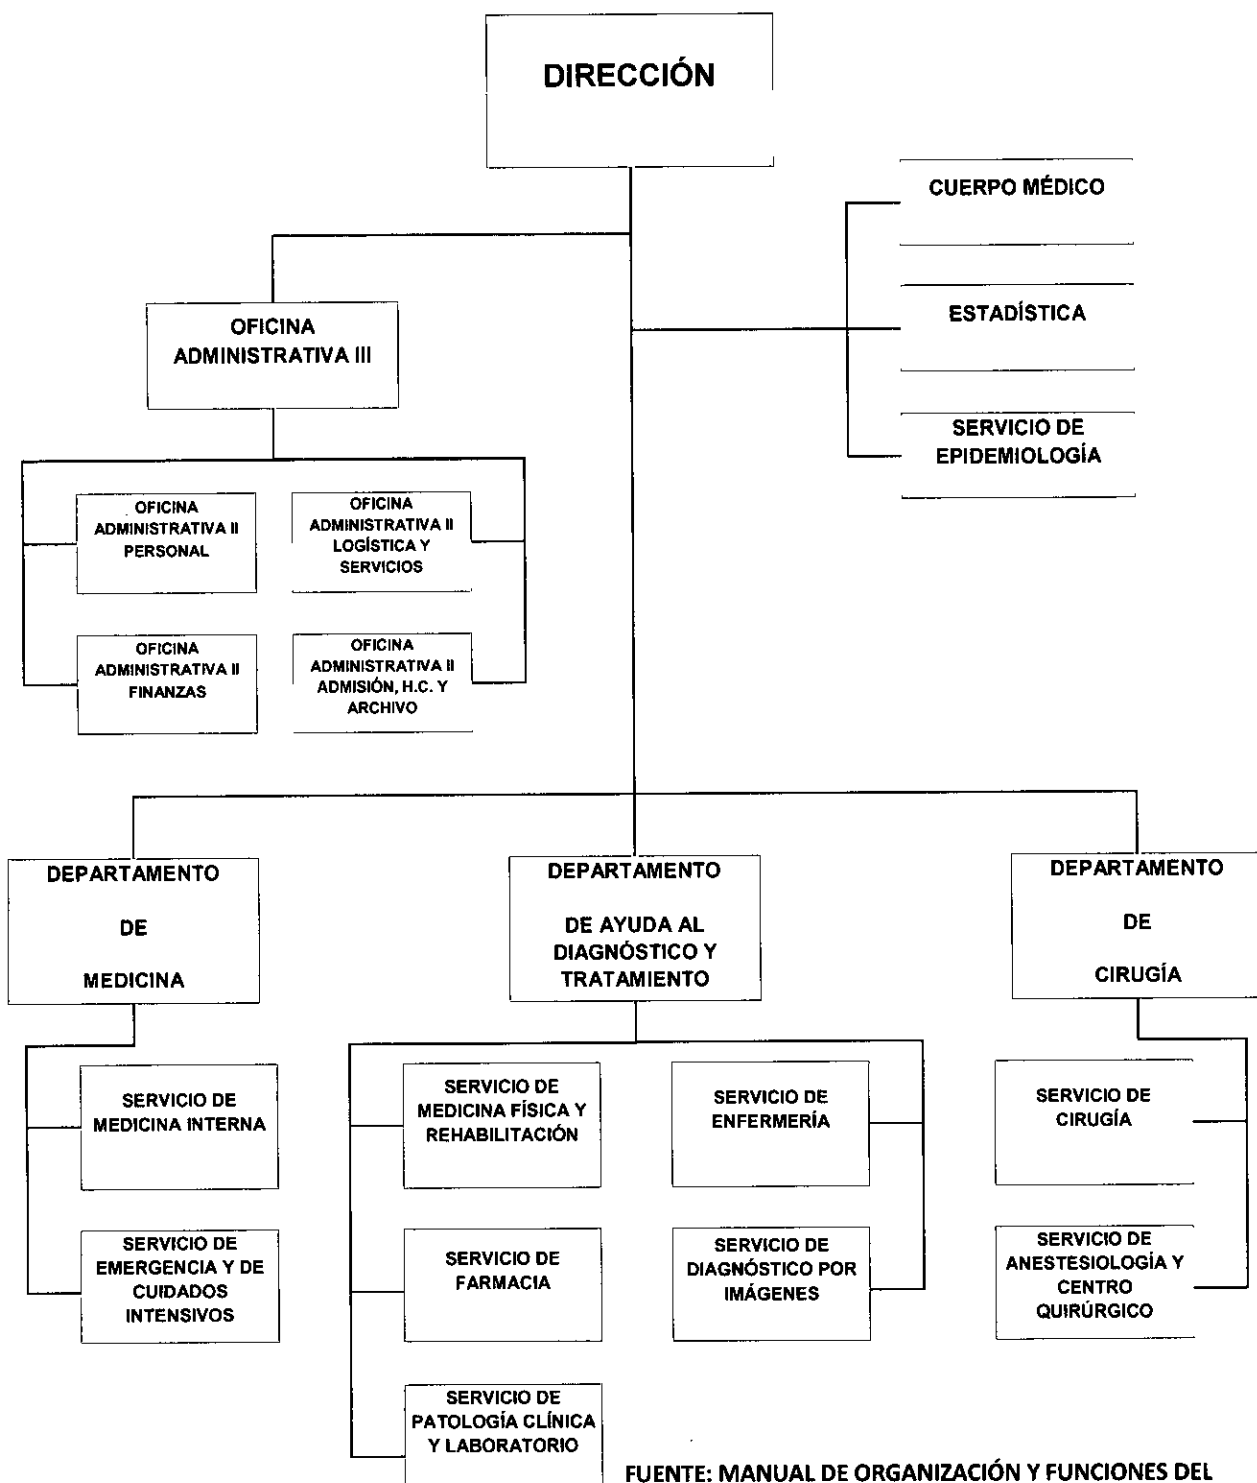 DIRECCIÓN
CUERPO MÉDICO
ESTADÍSTICA
SERVICIO DE
EPIDEMIOLOGÍA
OFICINA
ADMINISTRATIVA III
OFICINA
ADMINISTRATIVA II
PERSONAL
OFICINA
ADMINISTRATIVA II
LOGÍSTICA Y
SERVICIOS
OFICINA
ADMINISTRATIVA II
FINANZAS
OFICINA
ADMINISTRATIVA II
ADMISIÓN, H.C. Y
ARCHIVO
DEPARTAMENTO
DE
MEDICINA
DEPARTAMENTO
DE AYUDA AL
DIAGNÓSTICO Y
TRATAMIENTO
DEPARTAMENTO
DE
CIRUGÍA
SERVICIO DE
MEDICINA INTERNA
SERVICIO DE
MEDICINA FÍSICA Y
REHABILITACIÓN
SERVICIO DE
ENFERMERÍA
SERVICIO DE
CIRUGÍA
SERVICIO DE
EMERGENCIA Y DE
CUIDADOS
INTENSIVOS
SERVICIO DE
FARMACIA
SERVICIO DE
DIAGNÓSTICO POR
IMÁGENES
SERVICIO DE
ANESTESIOLOGÍA Y
CENTRO
QUIRÚRGICO
SERVICIO DE
PATOLOGÍA CLÍNICA
Y LABORATORIO
FUENTE: MANUAL DE ORGANIZACIÓN Y FUNCIONES DEL